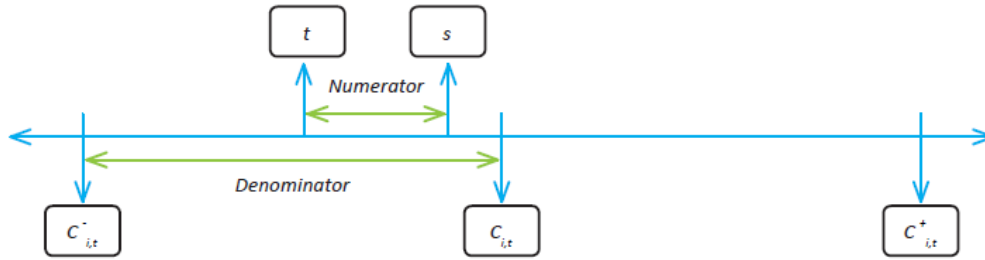 t
s
Numerator
Denominator
C⁻i,t
Ci,t
C⁺i,t